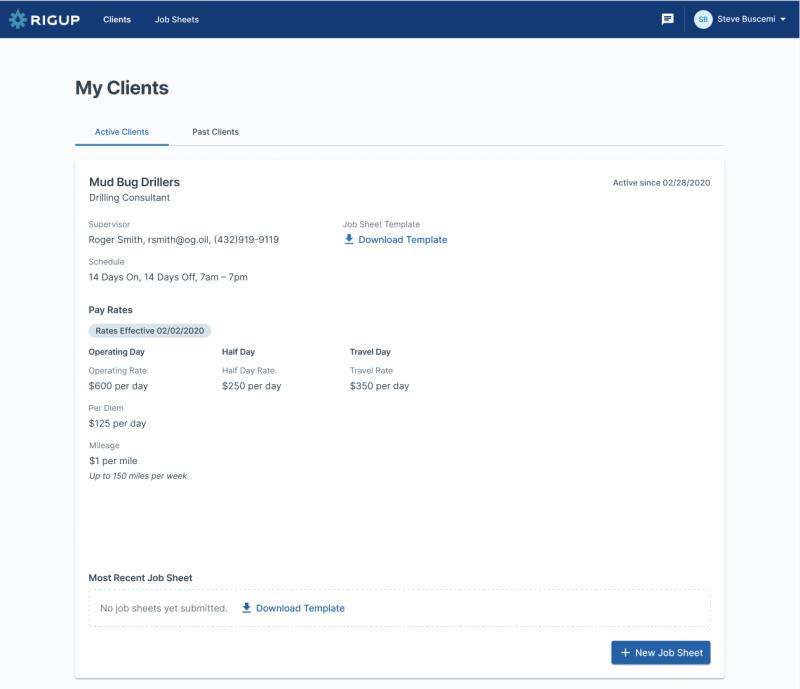 RIGUP Clients Job Sheets SB Steve Buscemi
My Clients
Active Clients Past Clients
Mud Bug Drillers Active since 02/28/2020
Drilling Consultant
Supervisor Job Sheet Template
Roger Smith, rsmith@og.oil, (432)919-9119 Download Template
Schedule
14 Days On, 14 Days Off, 7am – 7pm
Pay Rates
Rates Effective 02/02/2020
Operating Day Half Day Travel Day
Operating Rate Half Day Rate Travel Rate
$600 per day $250 per day $350 per day
Per Diem
$125 per day
Mileage
$1 per mile
Up to 150 miles per week
Most Recent Job Sheet
No job sheets yet submitted. Download Template
+ New Job Sheet